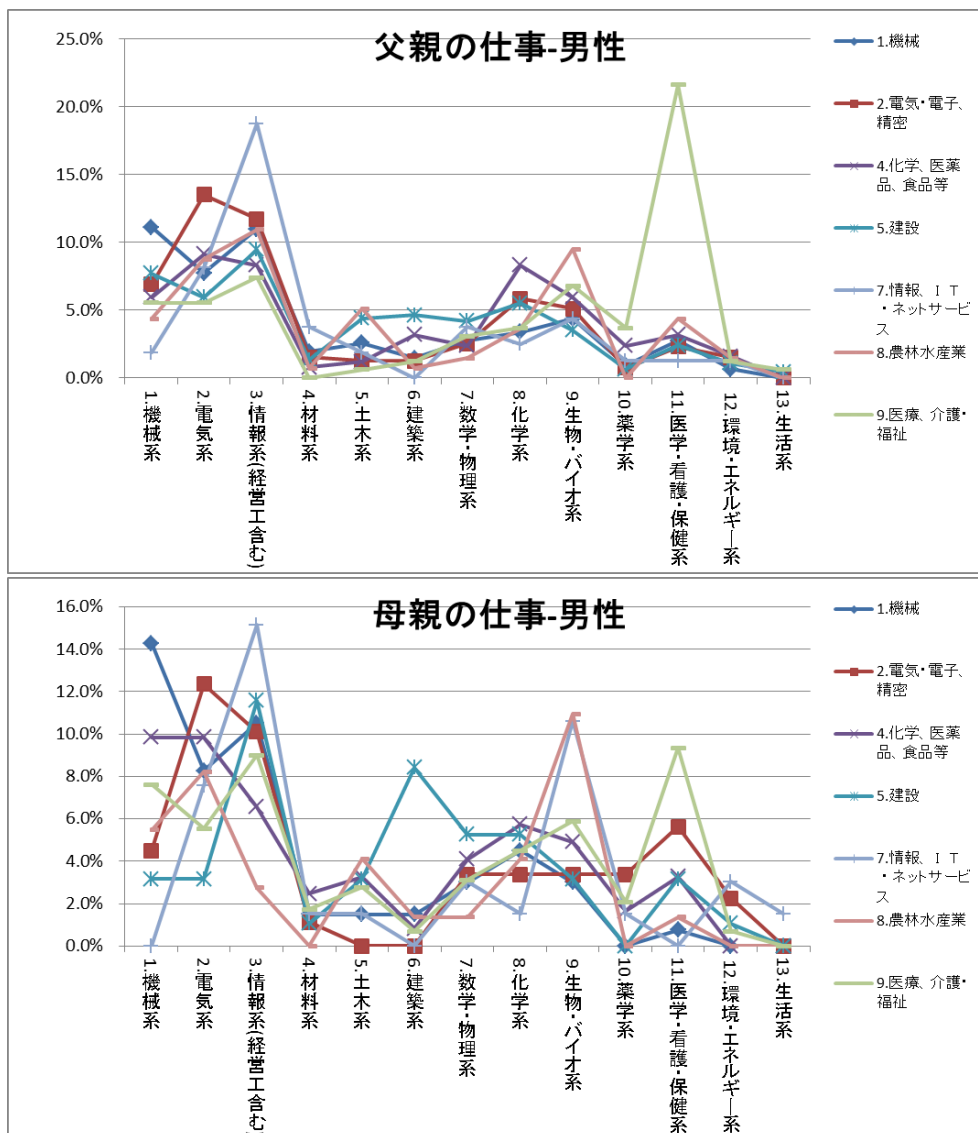 父親の仕事-男性
25.0%
20.0%
15.0%
10.0%
5.0%
0.0%
1.機械系
2.電気系
3.情報系(経営工含む)
4.材料系
5.土木系
6.建築系
7.数学・物理系
8.化学系
9.生物・バイオ系
10.薬学系
11.医学・看護・保健系
12.環境・エネルギー系
13.生活系
1.機械
2.電気・電子、
精密
4.化学、医薬
品、食品等
5.建設
7.情報、ＩＴ
・ネットサービ
ス
8.農林水産業
9.医療、介護・
福祉
母親の仕事-男性
16.0%
14.0%
12.0%
10.0%
8.0%
6.0%
4.0%
2.0%
0.0%
1.機械系
2.電気系
3.情報系(経営工含む
4.材料系
5.土木系
6.建築系
7.数学・物理系
8.化学系
9.生物・バイオ系
10.薬学系
11.医学・看護・保健系
12.環境・エネルギー系
13.生活系
1.機械
2.電気・電子、
精密
4.化学、医薬
品、食品等
5.建設
7.情報、ＩＴ
・ネットサービ
ス
8.農林水産業
9.医療、介護・
福祉